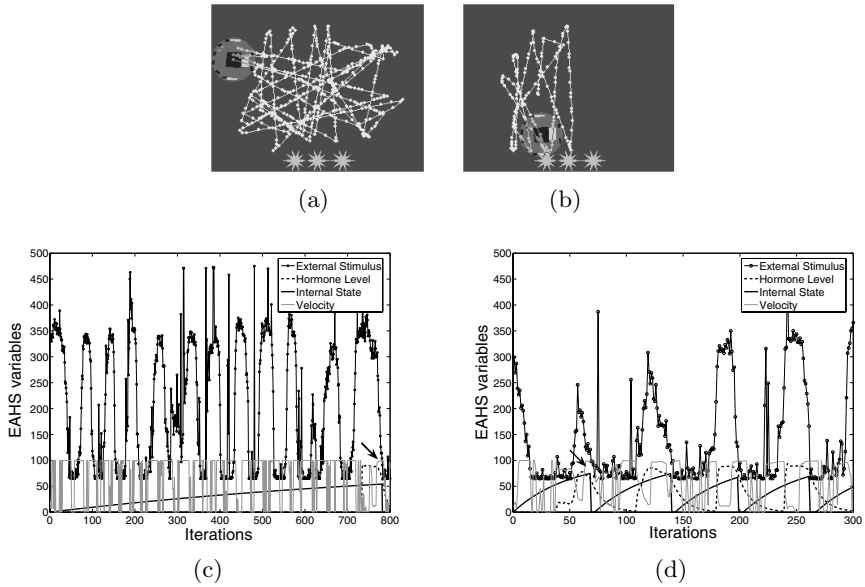 (a)
(b)
500
450
400
350
300
250
200
150
100
50
0
EAHS variables
External Stimulus
Hormone Level
Internal State
Velocity
0 100 200 300 400 500 600 700 800
Iterations
(c)
500
450
400
350
300
250
200
150
100
50
0
EAHS variables
External Stimulus
Hormone Level
Internal State
Velocity
0 50 100 150 200 250 300
Iterations
(d)